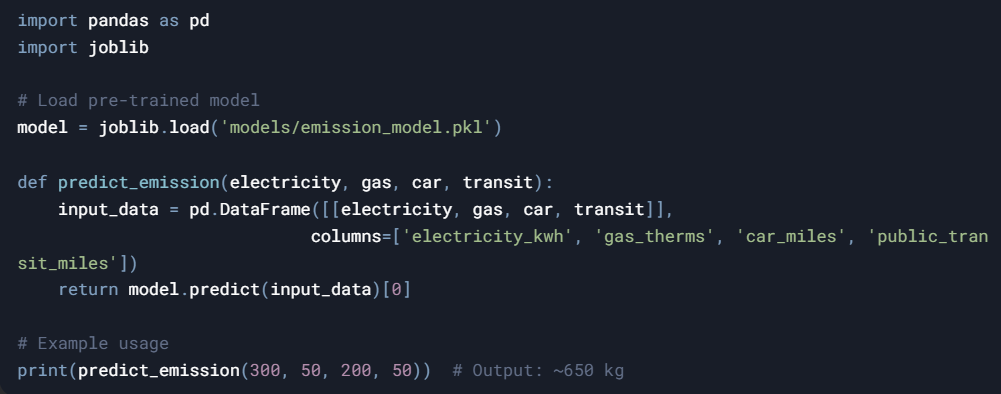 import pandas as pd
import joblib

# Load pre-trained model
model = joblib.load('models/emission_model.pkl')

def predict_emission(electricity, gas, car, transit):
    input_data = pd.DataFrame([[electricity, gas, car, transit]],
                             columns=['electricity_kwh', 'gas_therms', 'car_miles', 'public_tran
sit_miles'])
    return model.predict(input_data)[0]

# Example usage
print(predict_emission(300, 50, 200, 50))  # Output: ~650 kg